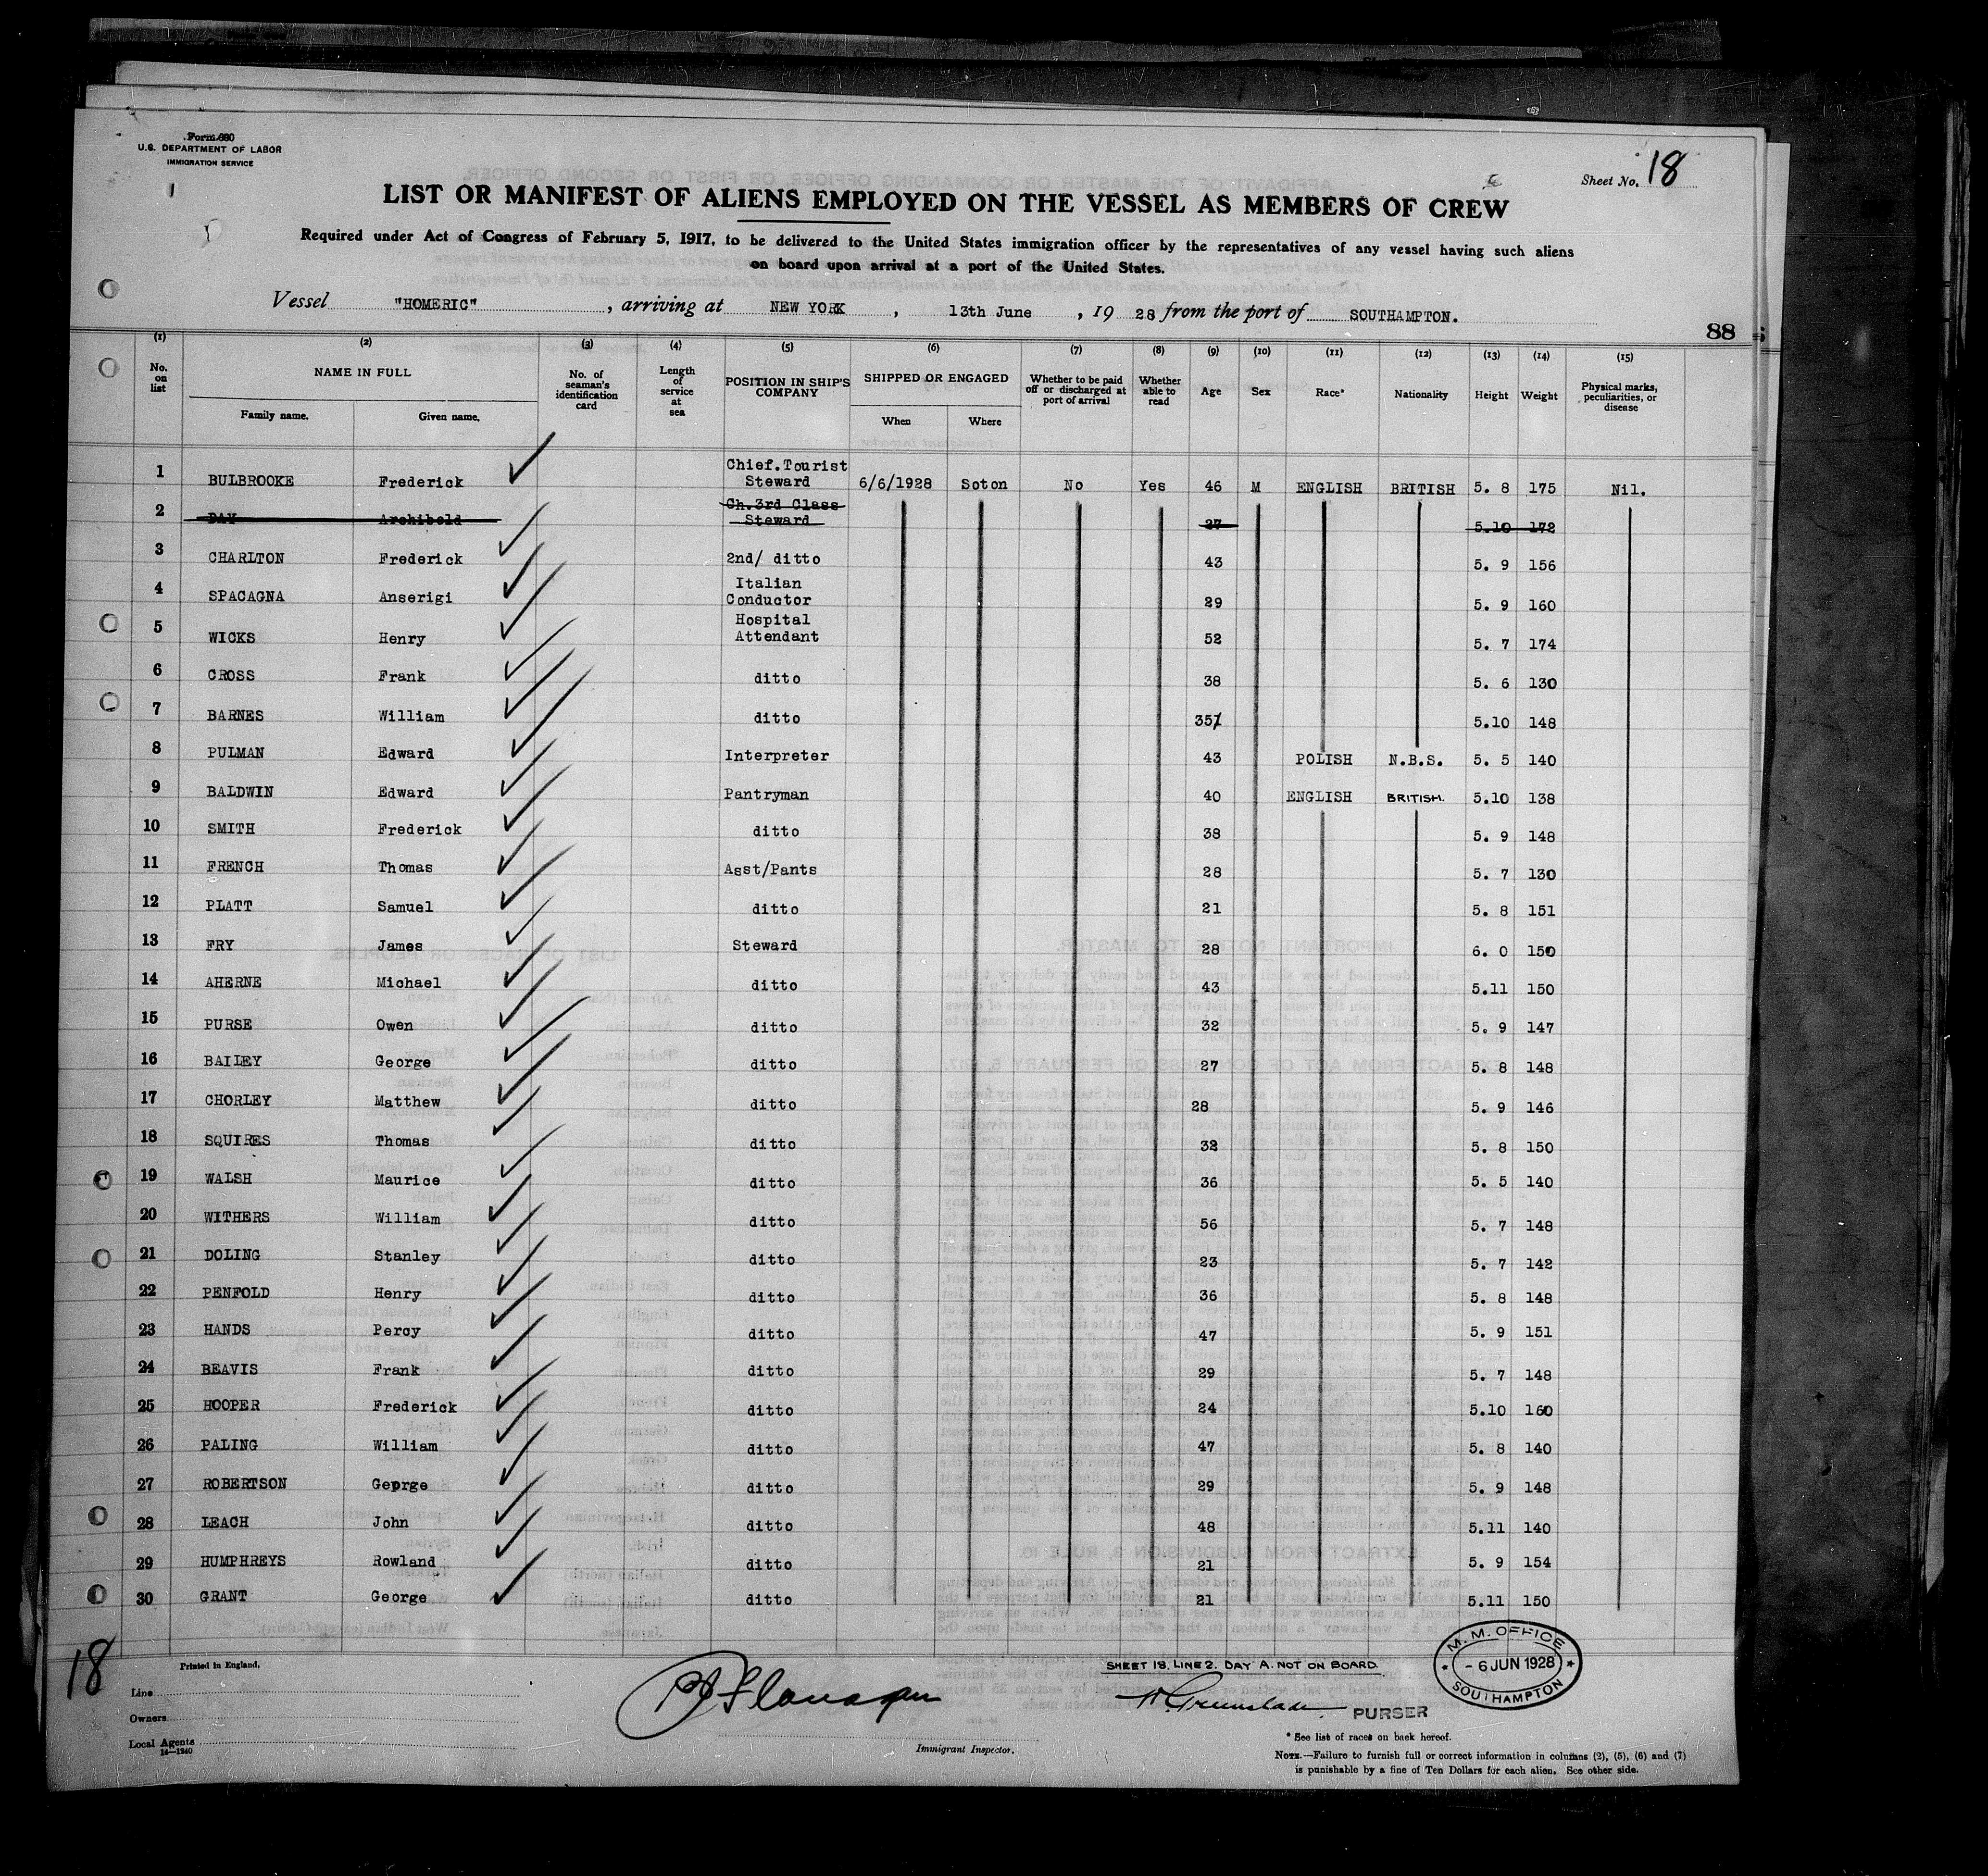 Form 680
U.S. DEPARTMENT OF LABOR
IMMIGRATION SERVICE
Sheet No. 18
LIST OR MANIFEST OF ALIENS EMPLOYED ON THE VESSEL AS MEMBERS OF CREW
Required under Act of Congress of February 5, 1917, to be delivered to the United States immigration officer by the representatives of any vessel having such aliens
on board upon arrival at a port of the United States.
Vessel "HOMERIC", arriving at NEW YORK, 13th June, 19 28 from the port of SOUTHAMPTON.
88
(1) (2) (3) (4) (5) (6) (7) (8) (9) (10) (11) (12) (13) (14) (15)
No. on list NAME IN FULL Family name. Given name. No. of seaman's identification card Length of service at sea POSITION IN SHIP'S COMPANY SHIPPED OR ENGAGED When Where Whether to be paid off or discharged at port of arrival Whether able to read Age Sex Race* Nationality Height Weight Physical marks, peculiarities, or disease
1 BULBROOKE Frederick Chief.Tourist Steward 6/6/1928 Soton No Yes 46 M ENGLISH BRITISH 5. 8 175 Nil.
2 DAY Archibold Ch.3rd Class Steward 27 5.10 172
3 CHARLTON Frederick 2nd/ ditto 43 5. 9 156
4 SPACAGNA Anserigi Italian Conductor 29 5. 9 160
5 WICKS Henry Hospital Attendant 52 5. 7 174
6 CROSS Frank ditto 38 5. 6 130
7 BARNES William ditto 35 5.10 148
8 PULMAN Edward Interpreter 43 POLISH N.B.S. 5. 5 140
9 BALDWIN Edward Pantryman 40 ENGLISH BRITISH. 5.10 138
10 SMITH Frederick ditto 38 5. 9 148
11 FRENCH Thomas Asst/Pants 28 5. 7 130
12 PLATT Samuel ditto 21 5. 8 151
13 FRY James Steward 28 6. 0 150
14 AHERNE Michael ditto 43 5.11 150
15 PURSE Owen ditto 32 5. 9 147
16 BAILEY George ditto 27 5. 8 148
17 CHORLEY Matthew ditto 28 5. 9 146
18 SQUIRES Thomas ditto 32 5. 8 150
19 WALSH Maurice ditto 36 5. 5 140
20 WITHERS William ditto 56 5. 7 148
21 DOLING Stanley ditto 23 5. 7 142
22 PENFOLD Henry ditto 36 5. 8 148
23 HANDS Percy ditto 47 5. 9 151
24 BEAVIS Frank ditto 29 5. 7 148
25 HOOPER Frederick ditto 24 5.10 160
26 PALING William ditto 47 5. 8 140
27 ROBERTSON Geprge ditto 29 5. 9 148
28 LEACH John ditto 48 5.11 140
29 HUMPHREYS Rowland ditto 21 5. 9 154
30 GRANT George ditto 21 5.11 150
18
Printed in England.
SHEET 18. LINE 2. DAY A. NOT ON BOARD.
M. M. OFFICE
- 6 JUN 1928
SOUTHAMPTON
Line
Owners
Local Agents
14—1240
PURSER
Immigrant Inspector.
* See list of races on back hereof.
NOTE.—Failure to furnish full or correct information in columns (2), (5), (6) and (7)
is punishable by a fine of Ten Dollars for each alien. See other side.